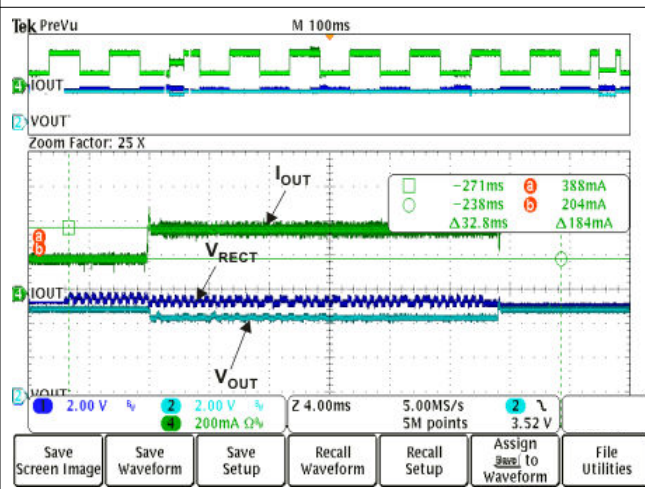 Tek PreVu M 100ms
4 IOUT
2 VOUT
Zoom Factor: 25 X
IOUT
-271ms a 388mA
-238ms b 204mA
Δ32.8ms Δ184mA
a
b
VRECT
4 IOUT
VOUT
2 VOUT
1 2.00 V 2 2.00 V Z 4.00ms 5.00MS/s 2
4 200mA Ω 5M points 3.52 V
Save Screen Image
Save Waveform
Save Setup
Recall Waveform
Recall Setup
Assign Save to Waveform
File Utilities